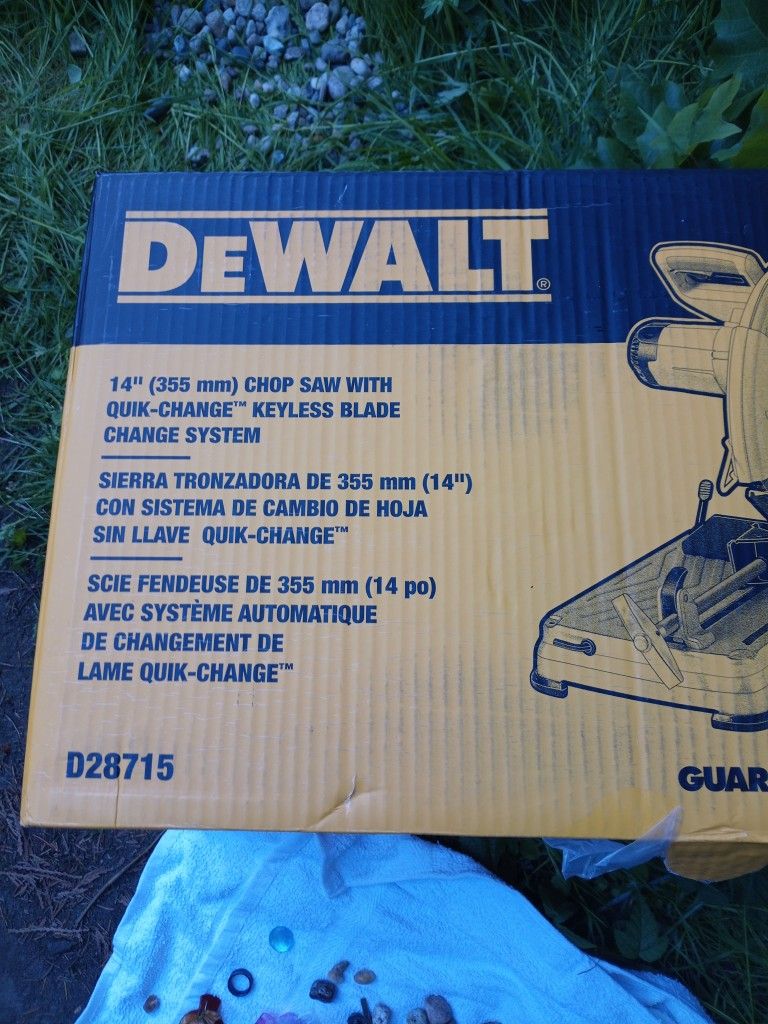 DEWALT®
14" (355 mm) CHOP SAW WITH
QUIK-CHANGE™ KEYLESS BLADE
CHANGE SYSTEM
SIERRA TRONZADORA DE 355 mm (14")
CON SISTEMA DE CAMBIO DE HOJA
SIN LLAVE QUIK-CHANGE™
SCIE FENDEUSE DE 355 mm (14 po)
AVEC SYSTÈME AUTOMATIQUE
DE CHANGEMENT DE
LAME QUIK-CHANGE™
D28715
GUAR